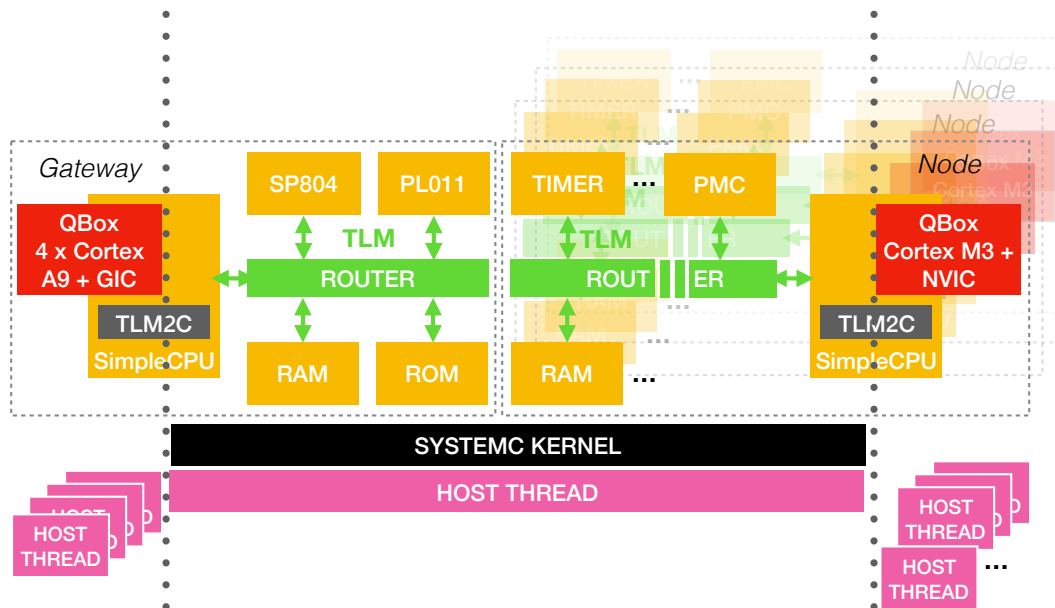 Node
Node
Node
Gateway
Node
SP804
PL011
TIMER
...
PMC
QBox
4 x Cortex
A9 + GIC
TLM
TLM
QBox
Cortex M3 +
NVIC
ROUTER
ROUT ER
TLM2C
SimpleCPU
TLM2C
SimpleCPU
RAM
ROM
RAM
...
SYSTEMC KERNEL
HOST THREAD
HOST
THREAD
HOST
THREAD
HOST
THREAD
...